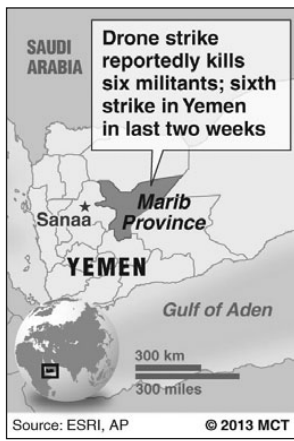 SAUDI
ARABIA
Drone strike
reportedly kills
six militants; sixth
strike in Yemen
in last two weeks
Marib
Province
Sanaa
YEMEN
Gulf of Aden
300 km
300 miles
Source: ESRI, AP © 2013 MCT